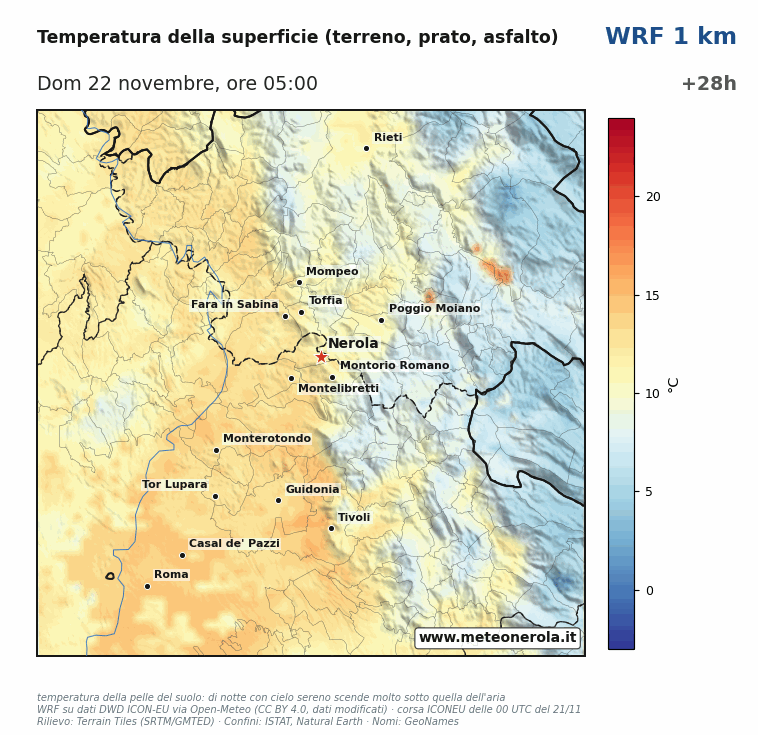 Temperatura della superficie (terreno, prato, asfalto)
WRF 1 km
Dom 22 novembre, ore 05:00
+28h
Rieti
Mompeo
Fara in Sabina
Toffia
Poggio Moiano
Nerola
Montorio Romano
Montelibretti
Monterotondo
Tor Lupara
Guidonia
Tivoli
Casal de' Pazzi
Roma
www.meteonerola.it
20
15
10
5
0
°C
temperatura della pelle del suolo: di notte con cielo sereno scende molto sotto quella dell'aria
WRF su dati DWD ICON-EU via Open-Meteo (CC BY 4.0, dati modificati) · corsa ICONEU delle 00 UTC del 21/11
Rilievo: Terrain Tiles (SRTM/GMTED) · Confini: ISTAT, Natural Earth · Nomi: GeoNames